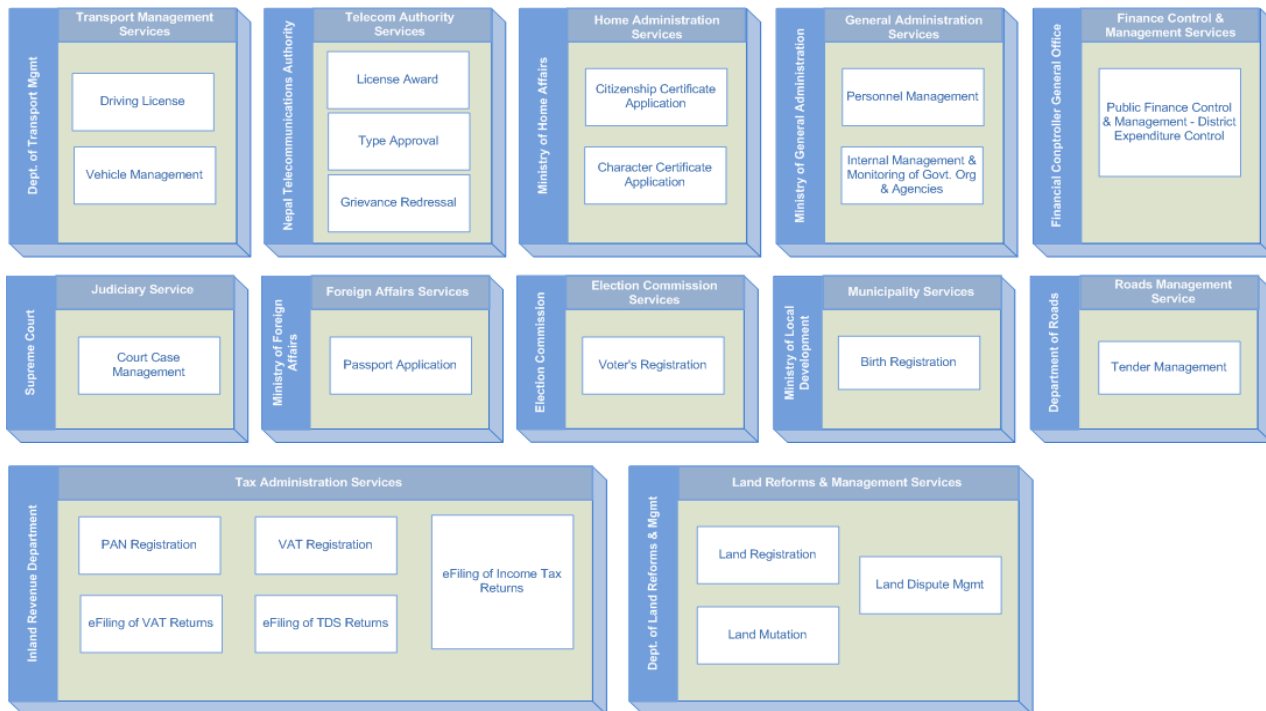 Dept. of Transport Mgmt
Transport Management
Services
Driving License
Vehicle Management
Nepal Telecommunications Authority
Telecom Authority
Services
License Award
Type Approval
Grievance Redressal
Ministry of Home Affairs
Home Administration
Services
Citizenship Certificate
Application
Character Certificate
Application
Ministry of General Administration
General Administration
Services
Personnel Management
Internal Management &
Monitoring of Govt. Org
& Agencies
Financial Conptroller General Office
Finance Control &
Management Services
Public Finance Control
& Management - District
Expenditure Control
Supreme Court
Judiciary Service
Court Case
Management
Ministry of Foreign
Affairs
Foreign Affairs Services
Passport Application
Election Commission
Election Commission
Services
Voter's Registration
Ministry of Local
Development
Municipality Services
Birth Registration
Department of Roads
Roads Management
Service
Tender Management
Inland Revenue Department
Tax Administration Services
PAN Registration
VAT Registration
eFiling of Income Tax
Returns
eFiling of VAT Returns
eFiling of TDS Returns
Dept. of Land Reforms & Mgmt
Land Reforms & Management Services
Land Registration
Land Dispute Mgmt
Land Mutation